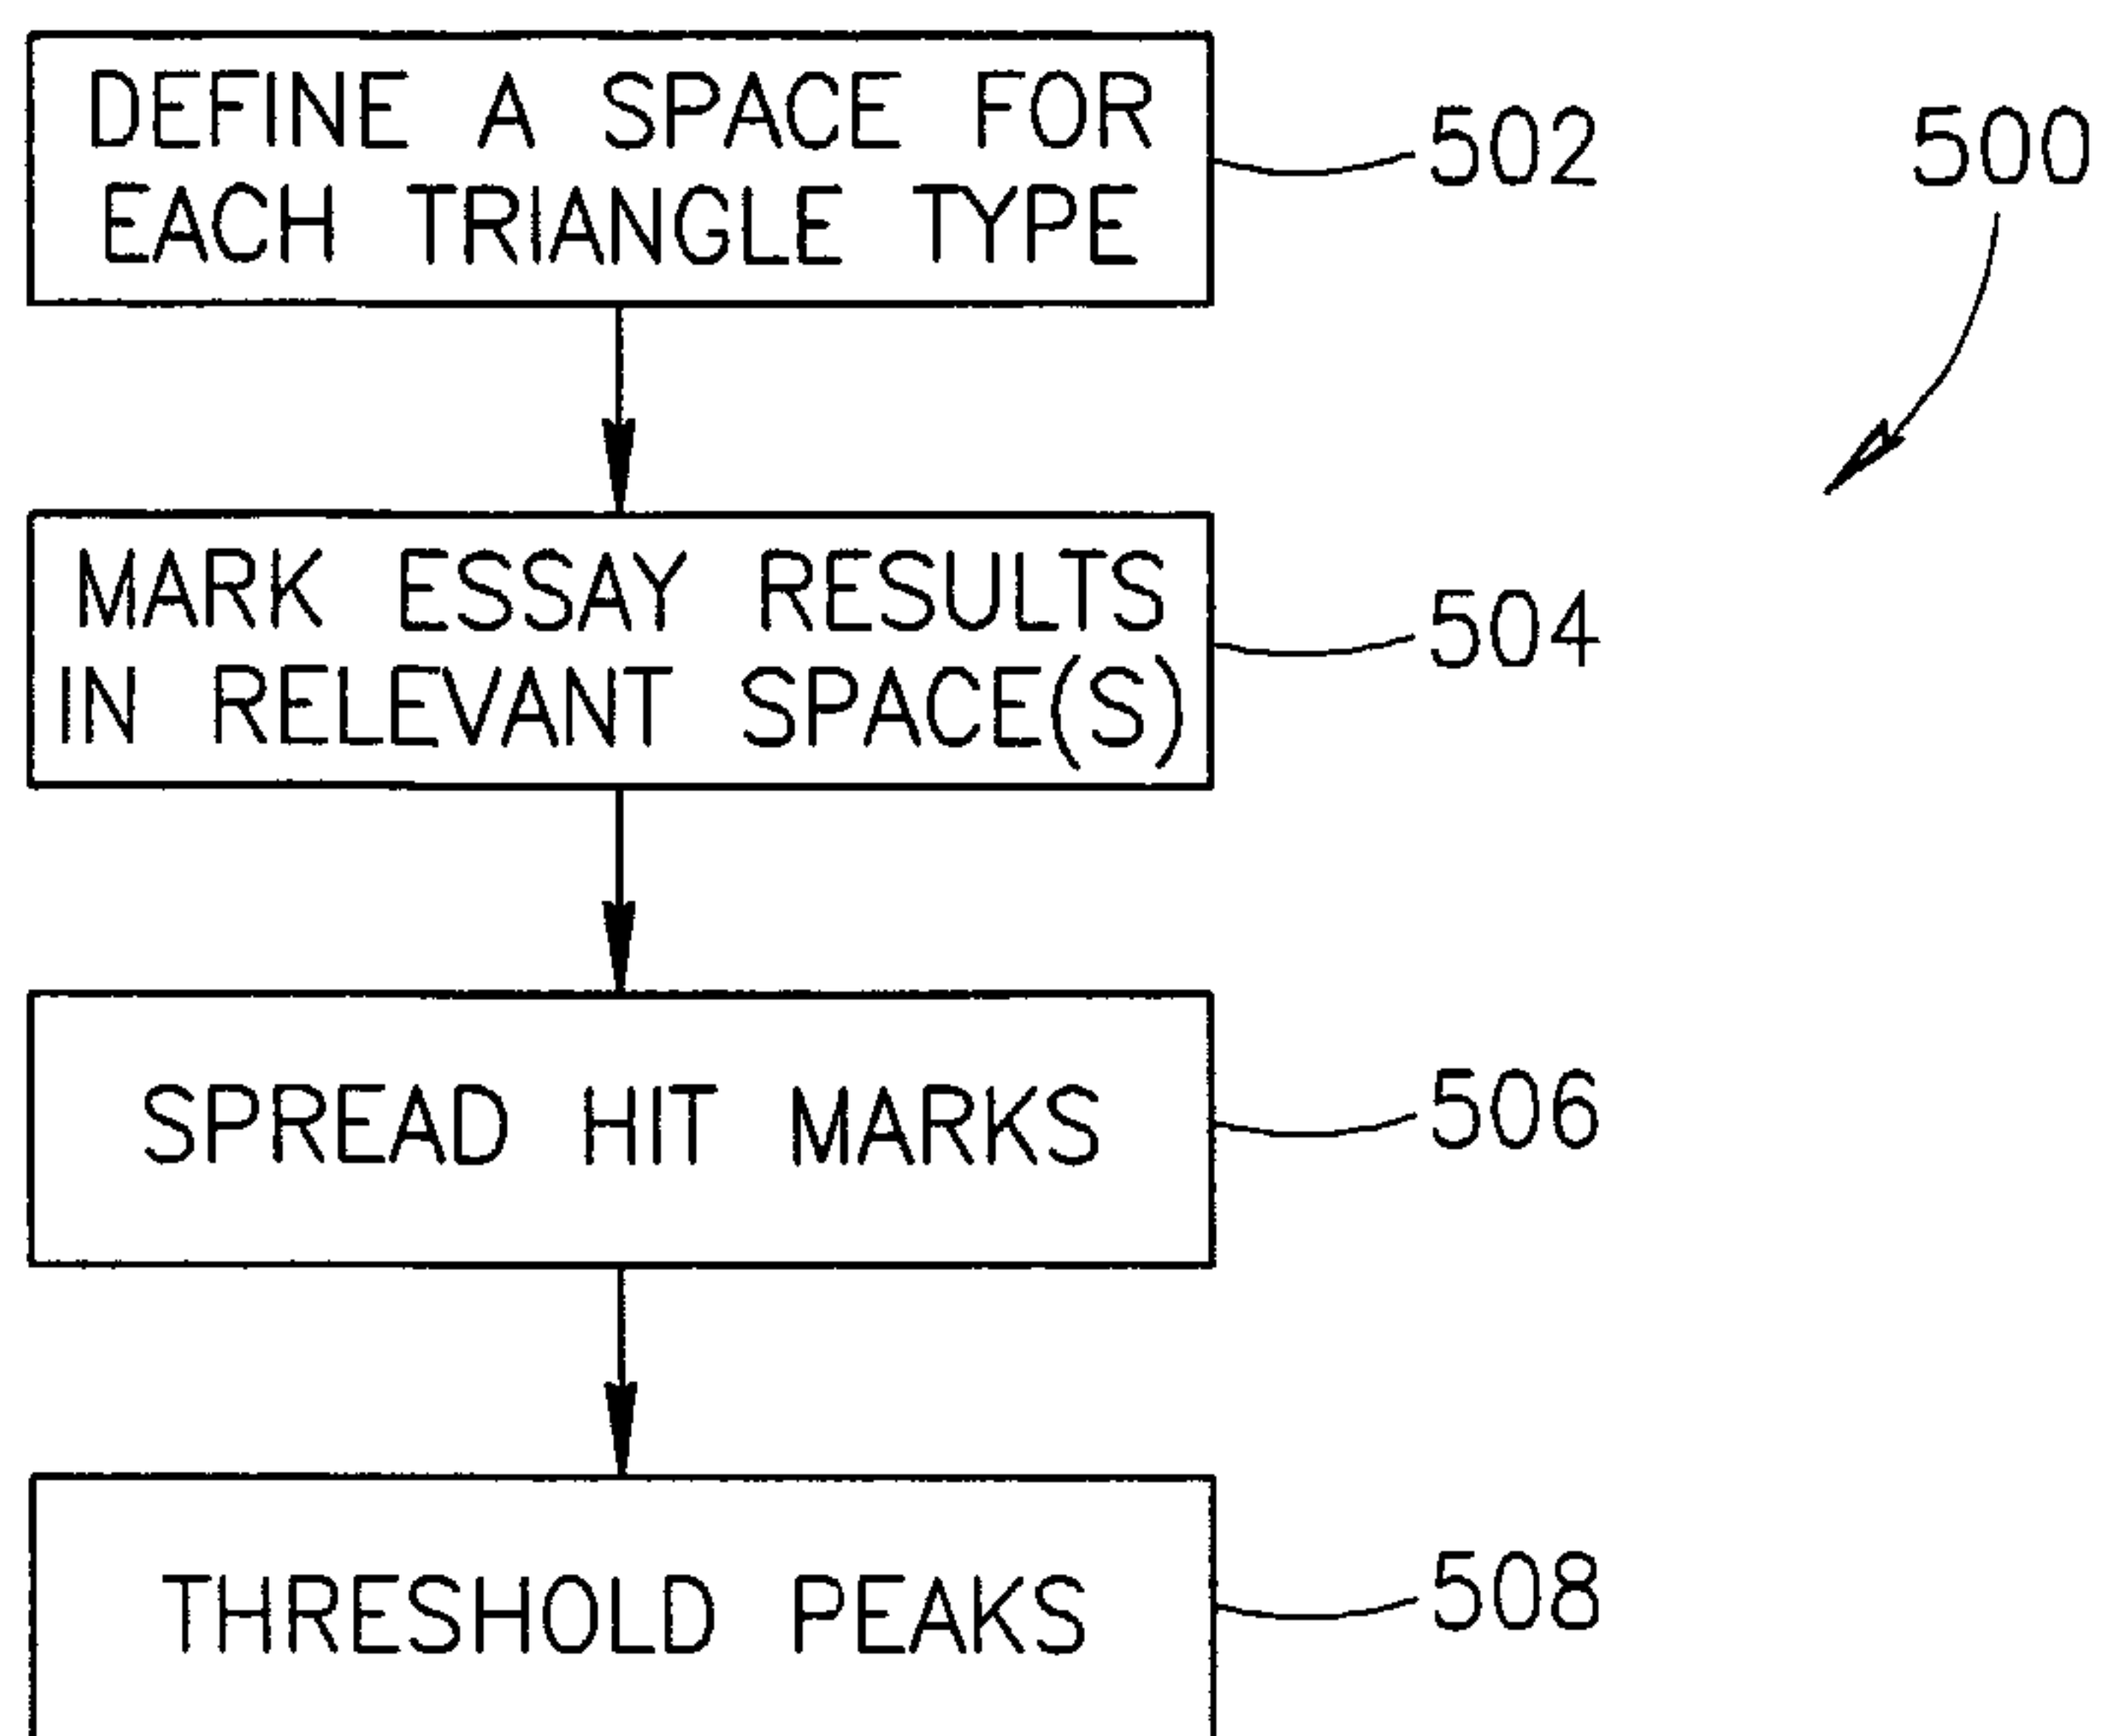 DEFINE A SPACE FOR
EACH TRIANGLE TYPE
502
500
MARK ESSAY RESULTS
IN RELEVANT SPACE(S)
504
SPREAD HIT MARKS
506
THRESHOLD PEAKS
508